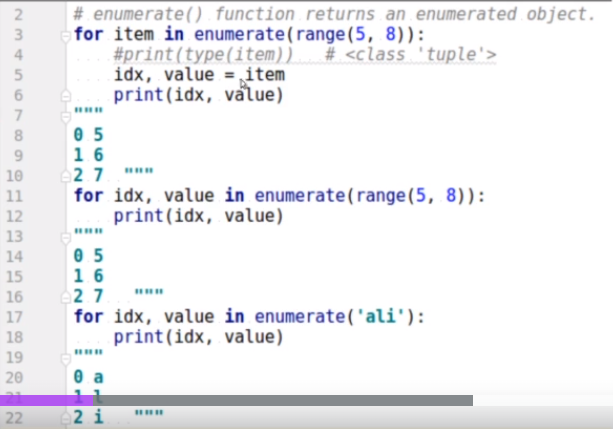 2 # enumerate() function returns an enumerated object.
3 for item in enumerate(range(5, 8)):
4 #print(type(item)) # <class 'tuple'>
5 idx, value = item
6 print(idx, value)
7 """
8 0 5
9 1 6
10 2 7 """
11 for idx, value in enumerate(range(5, 8)):
12 print(idx, value)
13 """
14 0 5
15 1 6
16 2 7 """
17 for idx, value in enumerate('ali'):
18 print(idx, value)
19 """
20 0 a
21 1 l
22 2 i """